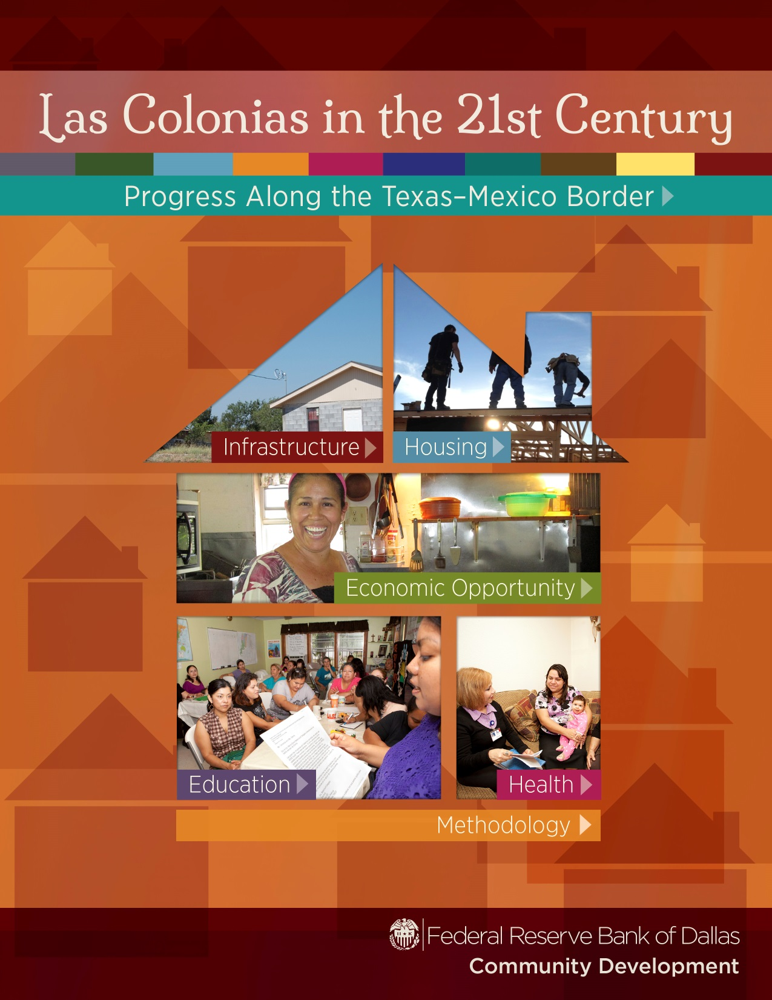 Las Colonias in the 21st Century
Progress Along the Texas–Mexico Border
Infrastructure
Housing
Economic Opportunity
Education
Health
Methodology
Federal Reserve Bank of Dallas
Community Development